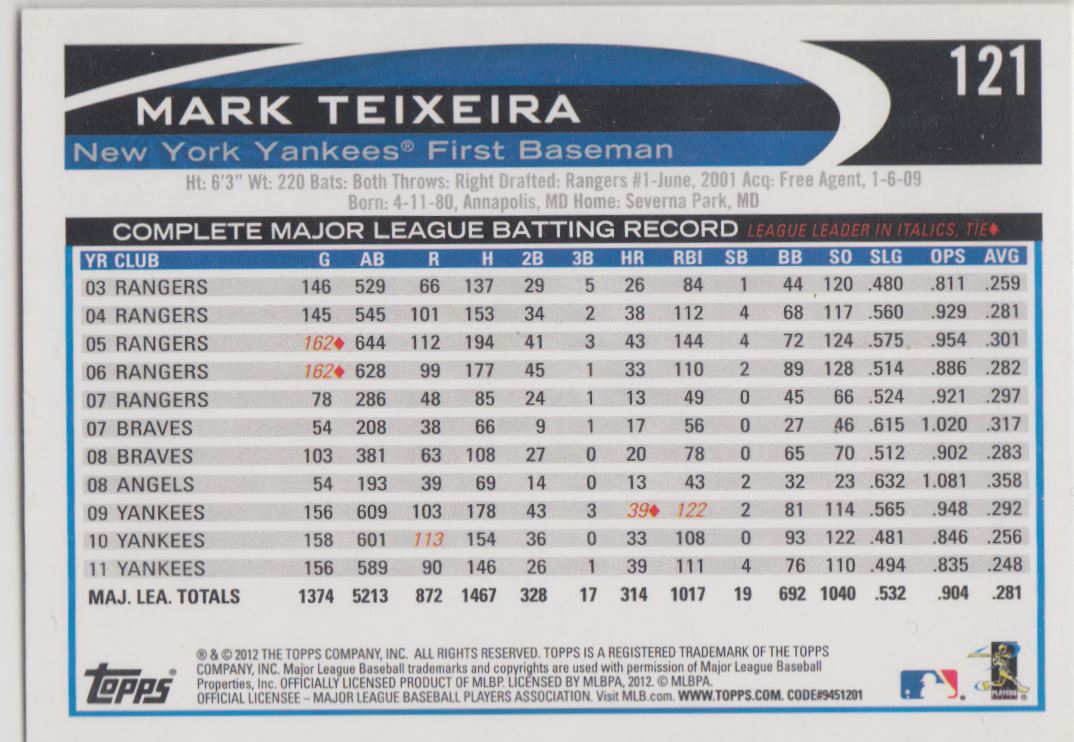 121
MARK TEIXEIRA
New York Yankees® First Baseman
Ht: 6'3" Wt: 220 Bats: Both Throws: Right Drafted: Rangers #1-June, 2001 Acq: Free Agent, 1-6-09
Born: 4-11-80, Annapolis, MD Home: Severna Park, MD
COMPLETE MAJOR LEAGUE BATTING RECORD LEAGUE LEADER IN ITALICS, TIE♦
YR CLUB G AB R H 2B 3B HR RBI SB BB SO SLG OPS AVG
03 RANGERS 146 529 66 137 29 5 26 84 1 44 120 .480 .811 .259
04 RANGERS 145 545 101 153 34 2 38 112 4 68 117 .560 .929 .281
05 RANGERS 162♦ 644 112 194 41 3 43 144 4 72 124 .575 .954 .301
06 RANGERS 162♦ 628 99 177 45 1 33 110 2 89 128 .514 .886 .282
07 RANGERS 78 286 48 85 24 1 13 49 0 45 66 .524 .921 .297
07 BRAVES 54 208 38 66 9 1 17 56 0 27 46 .615 1.020 .317
08 BRAVES 103 381 63 108 27 0 20 78 0 65 70 .512 .902 .283
08 ANGELS 54 193 39 69 14 0 13 43 2 32 23 .632 1.081 .358
09 YANKEES 156 609 103 178 43 3 39♦ 122 2 81 114 .565 .948 .292
10 YANKEES 158 601 113 154 36 0 33 108 0 93 122 .481 .846 .256
11 YANKEES 156 589 90 146 26 1 39 111 4 76 110 .494 .835 .248
MAJ. LEA. TOTALS 1374 5213 872 1467 328 17 314 1017 19 692 1040 .532 .904 .281
® & © 2012 THE TOPPS COMPANY, INC. ALL RIGHTS RESERVED. TOPPS IS A REGISTERED TRADEMARK OF THE TOPPS
COMPANY, INC. Major League Baseball trademarks and copyrights are used with permission of Major League Baseball
Properties, Inc. OFFICIALLY LICENSED PRODUCT OF MLBP. LICENSED BY MLBPA, 2012. © MLBPA.
OFFICIAL LICENSEE – MAJOR LEAGUE BASEBALL PLAYERS ASSOCIATION. Visit MLB.com. WWW.TOPPS.COM. CODE#9451201
TOPPS®
PLAYERS